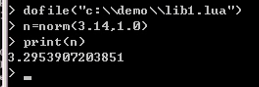 > dofile("c:\\demo\\lib1.lua")
> n=norm(3.14,1.0)
> print(n)
3.2953907203851
> _